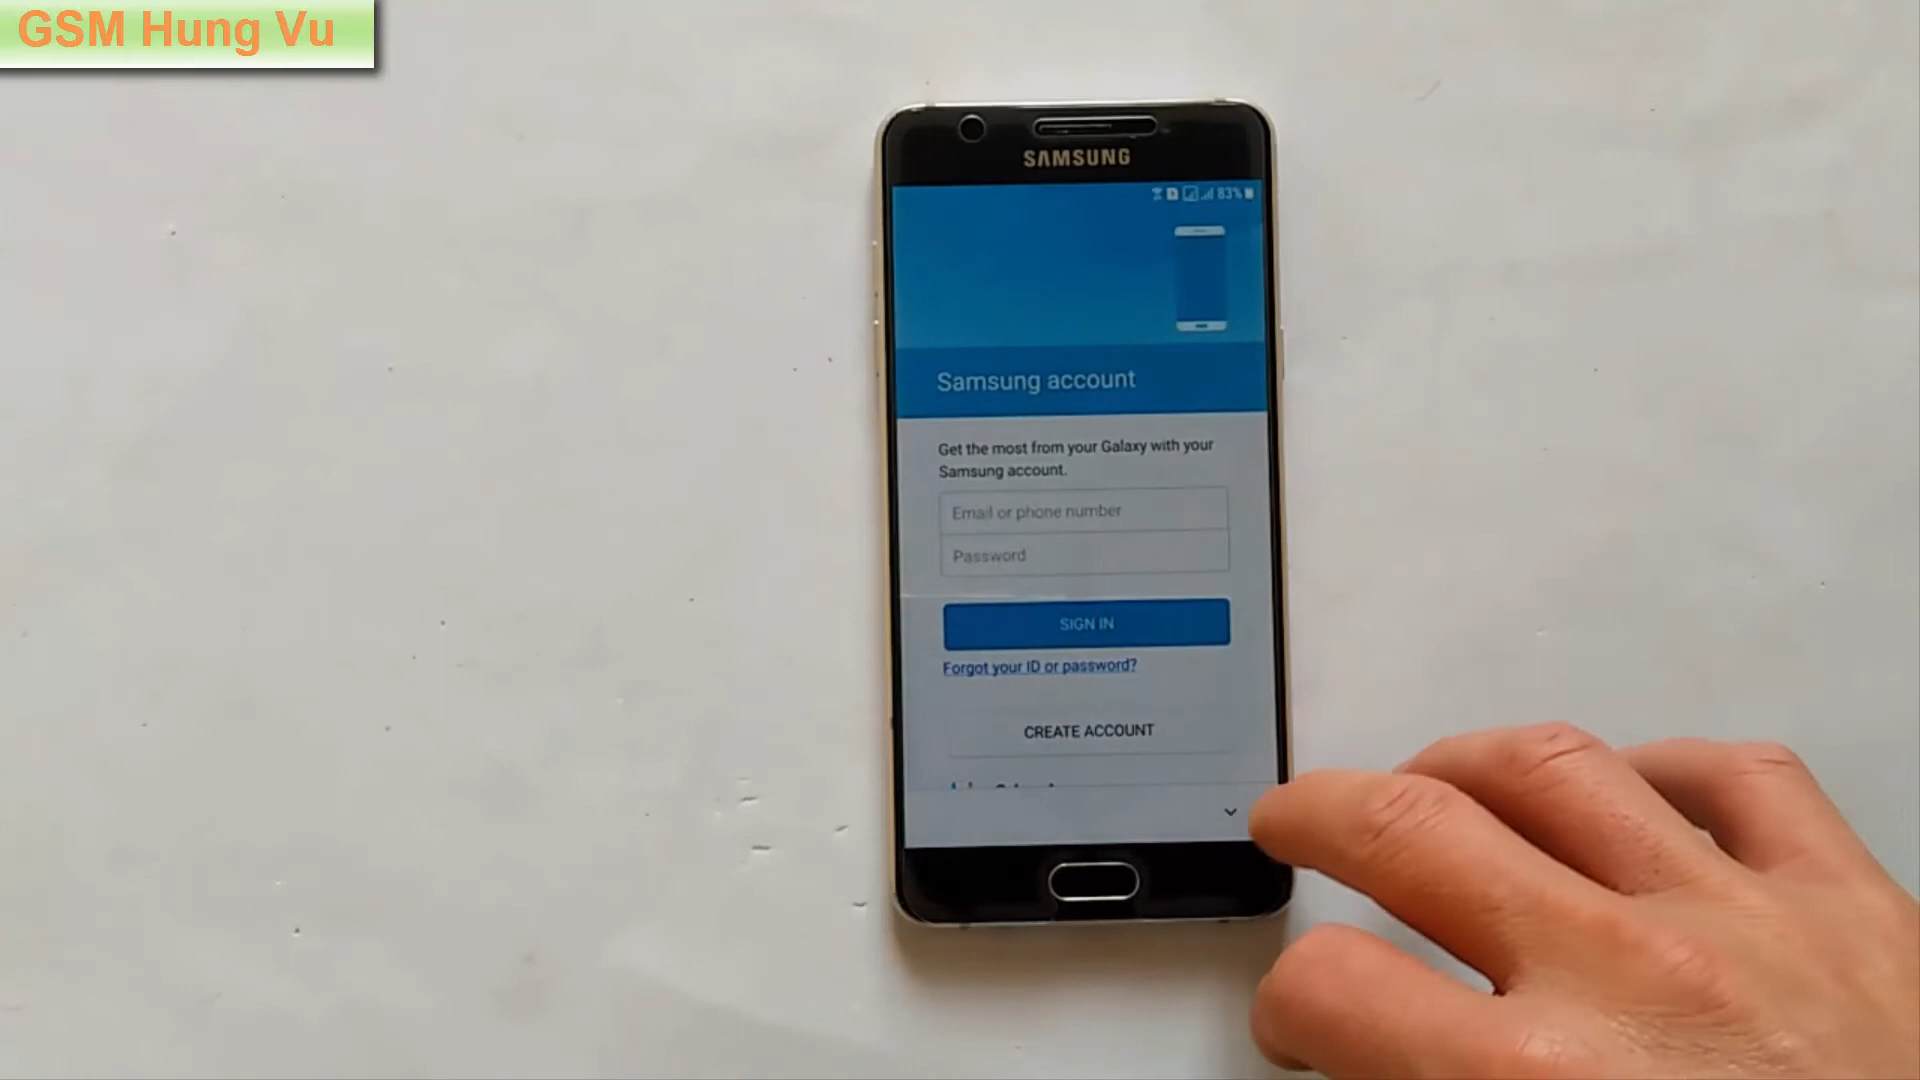 GSM Hung Vu
SAMSUNG
83%
Samsung account
Get the most from your Galaxy with your
Samsung account.
Email or phone number
Password
SIGN IN
Forgot your ID or password?
CREATE ACCOUNT